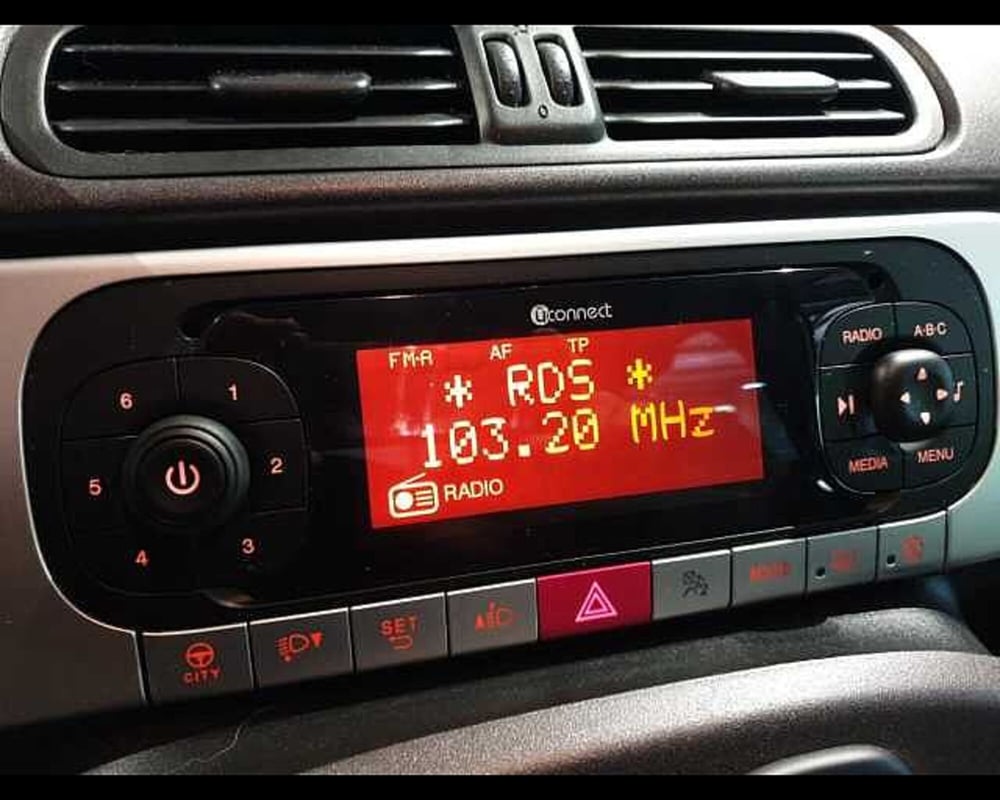 uconnect
FM-A AF TP
* RDS *
103.20 MHz
RADIO
6 1
5 2
4 3
RADIO A·B·C
MEDIA MENU
CITY
SET